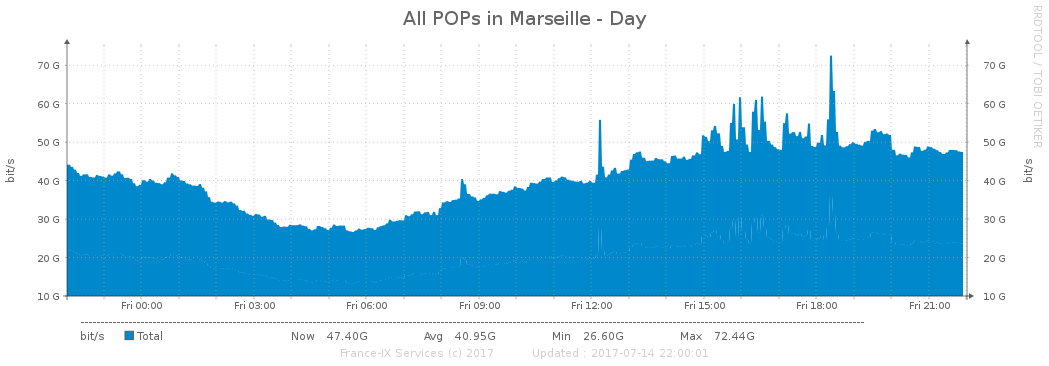 All POPs in Marseille - Day
RRDTOOL / TOBI OETIKER
bit/s
70 G 70 G
60 G 60 G
50 G 50 G
40 G 40 G
30 G 30 G
20 G 20 G
10 G 10 G
bit/s
Fri 00:00 Fri 03:00 Fri 06:00 Fri 09:00 Fri 12:00 Fri 15:00 Fri 18:00 Fri 21:00
bit/s Total Now 47.40G Avg 40.95G Min 26.60G Max 72.44G
France-IX Services (c) 2017 Updated : 2017-07-14 22:00:01